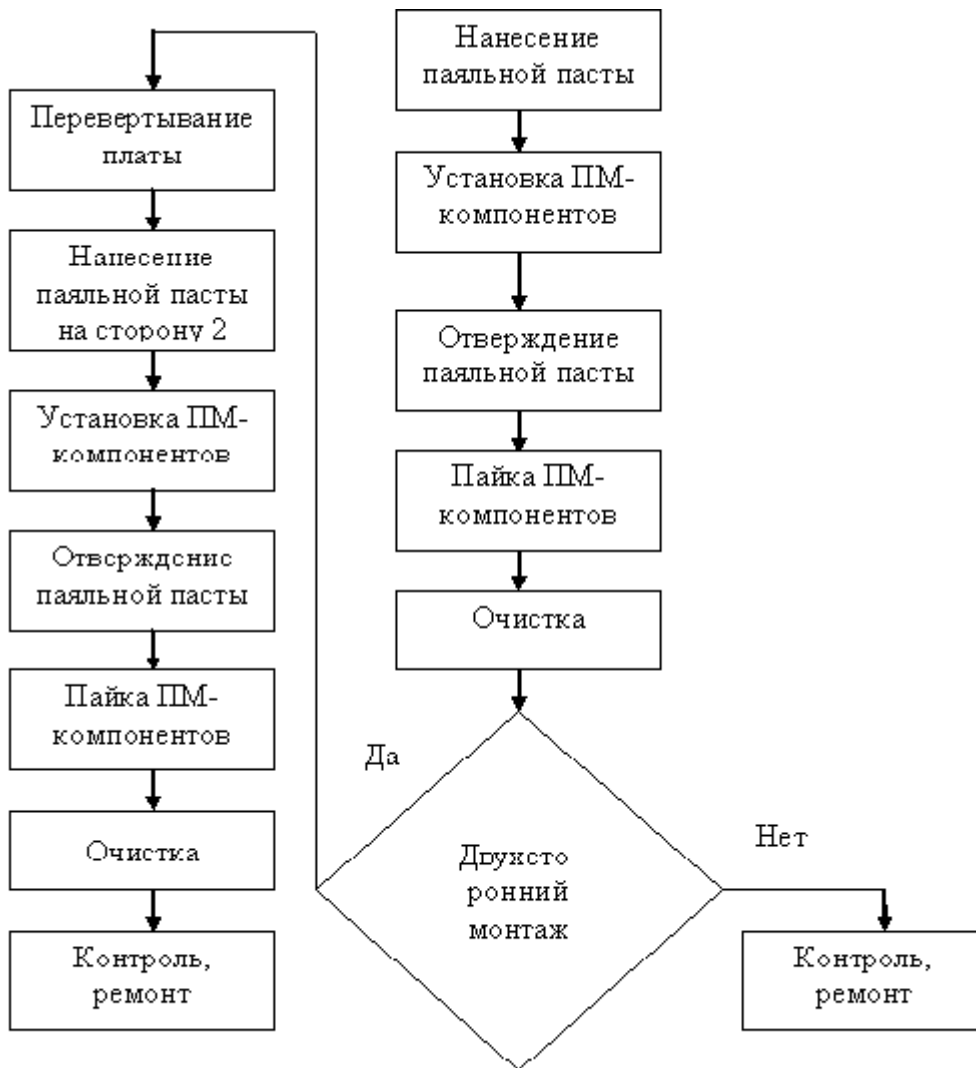 Нанесение
паяльной пасты
Установка ПМ-
компонентов
Отверждение
паяльной пасты
Пайка ПМ-
компонентов
Очистка
Двухсто
ронний
монтаж
Да
Нет
Перевертывание
платы
Нанесение
паяльной пасты
на сторону 2
Установка ПМ-
компонентов
Отверждение
паяльной пасты
Пайка ПМ-
компонентов
Очистка
Контроль,
ремонт
Контроль,
ремонт